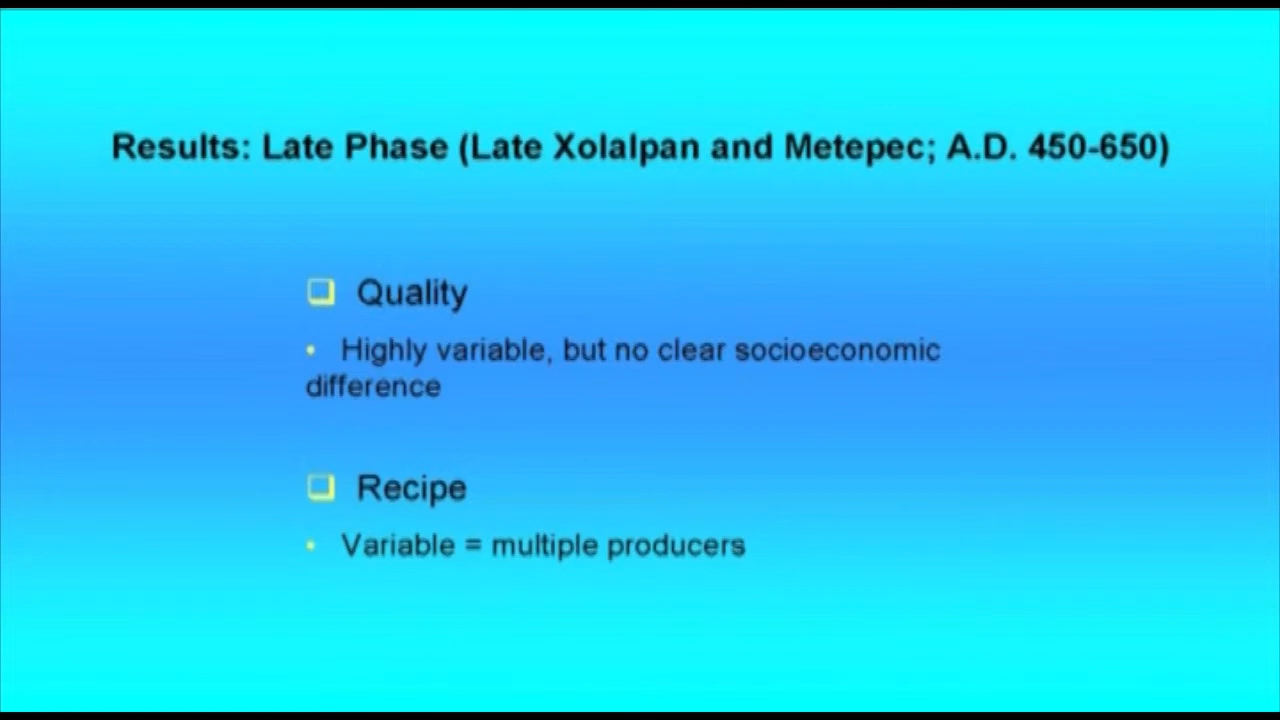 Results: Late Phase (Late Xolalpan and Metepec; A.D. 450-650)
Quality
• Highly variable, but no clear socioeconomic
difference
Recipe
• Variable = multiple producers